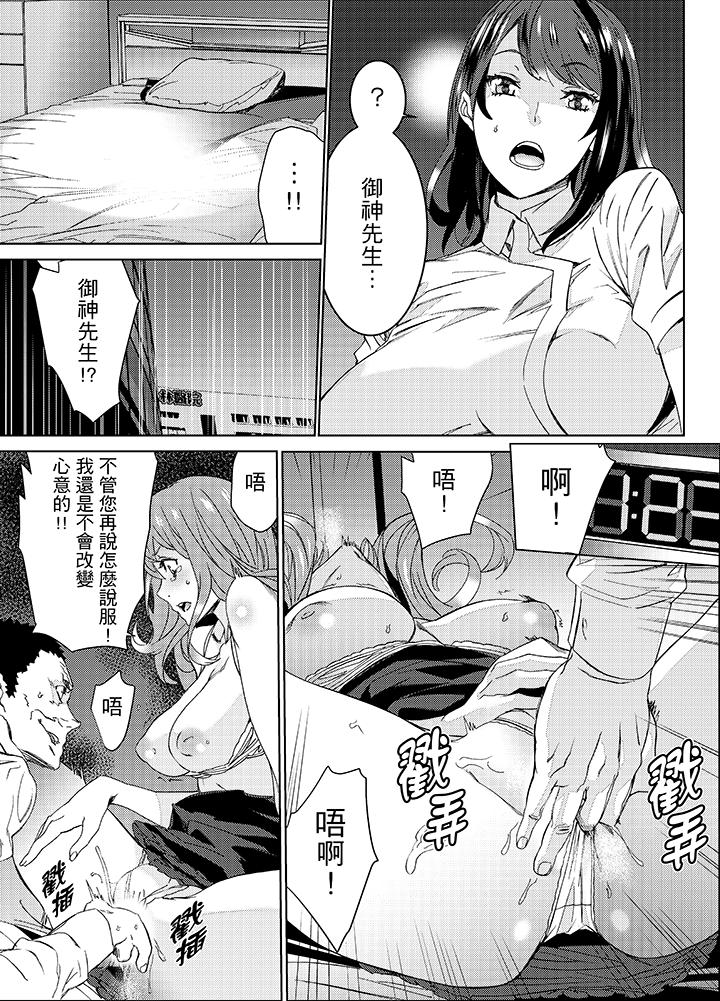 ？
御神先生…
…!!
御神先生!?
啊！
唔！
戳弄
戳弄
唔啊！
唔
不管您再說怎麼說服！
我還是不會改變
心意的!!
唔
戳插
戳插